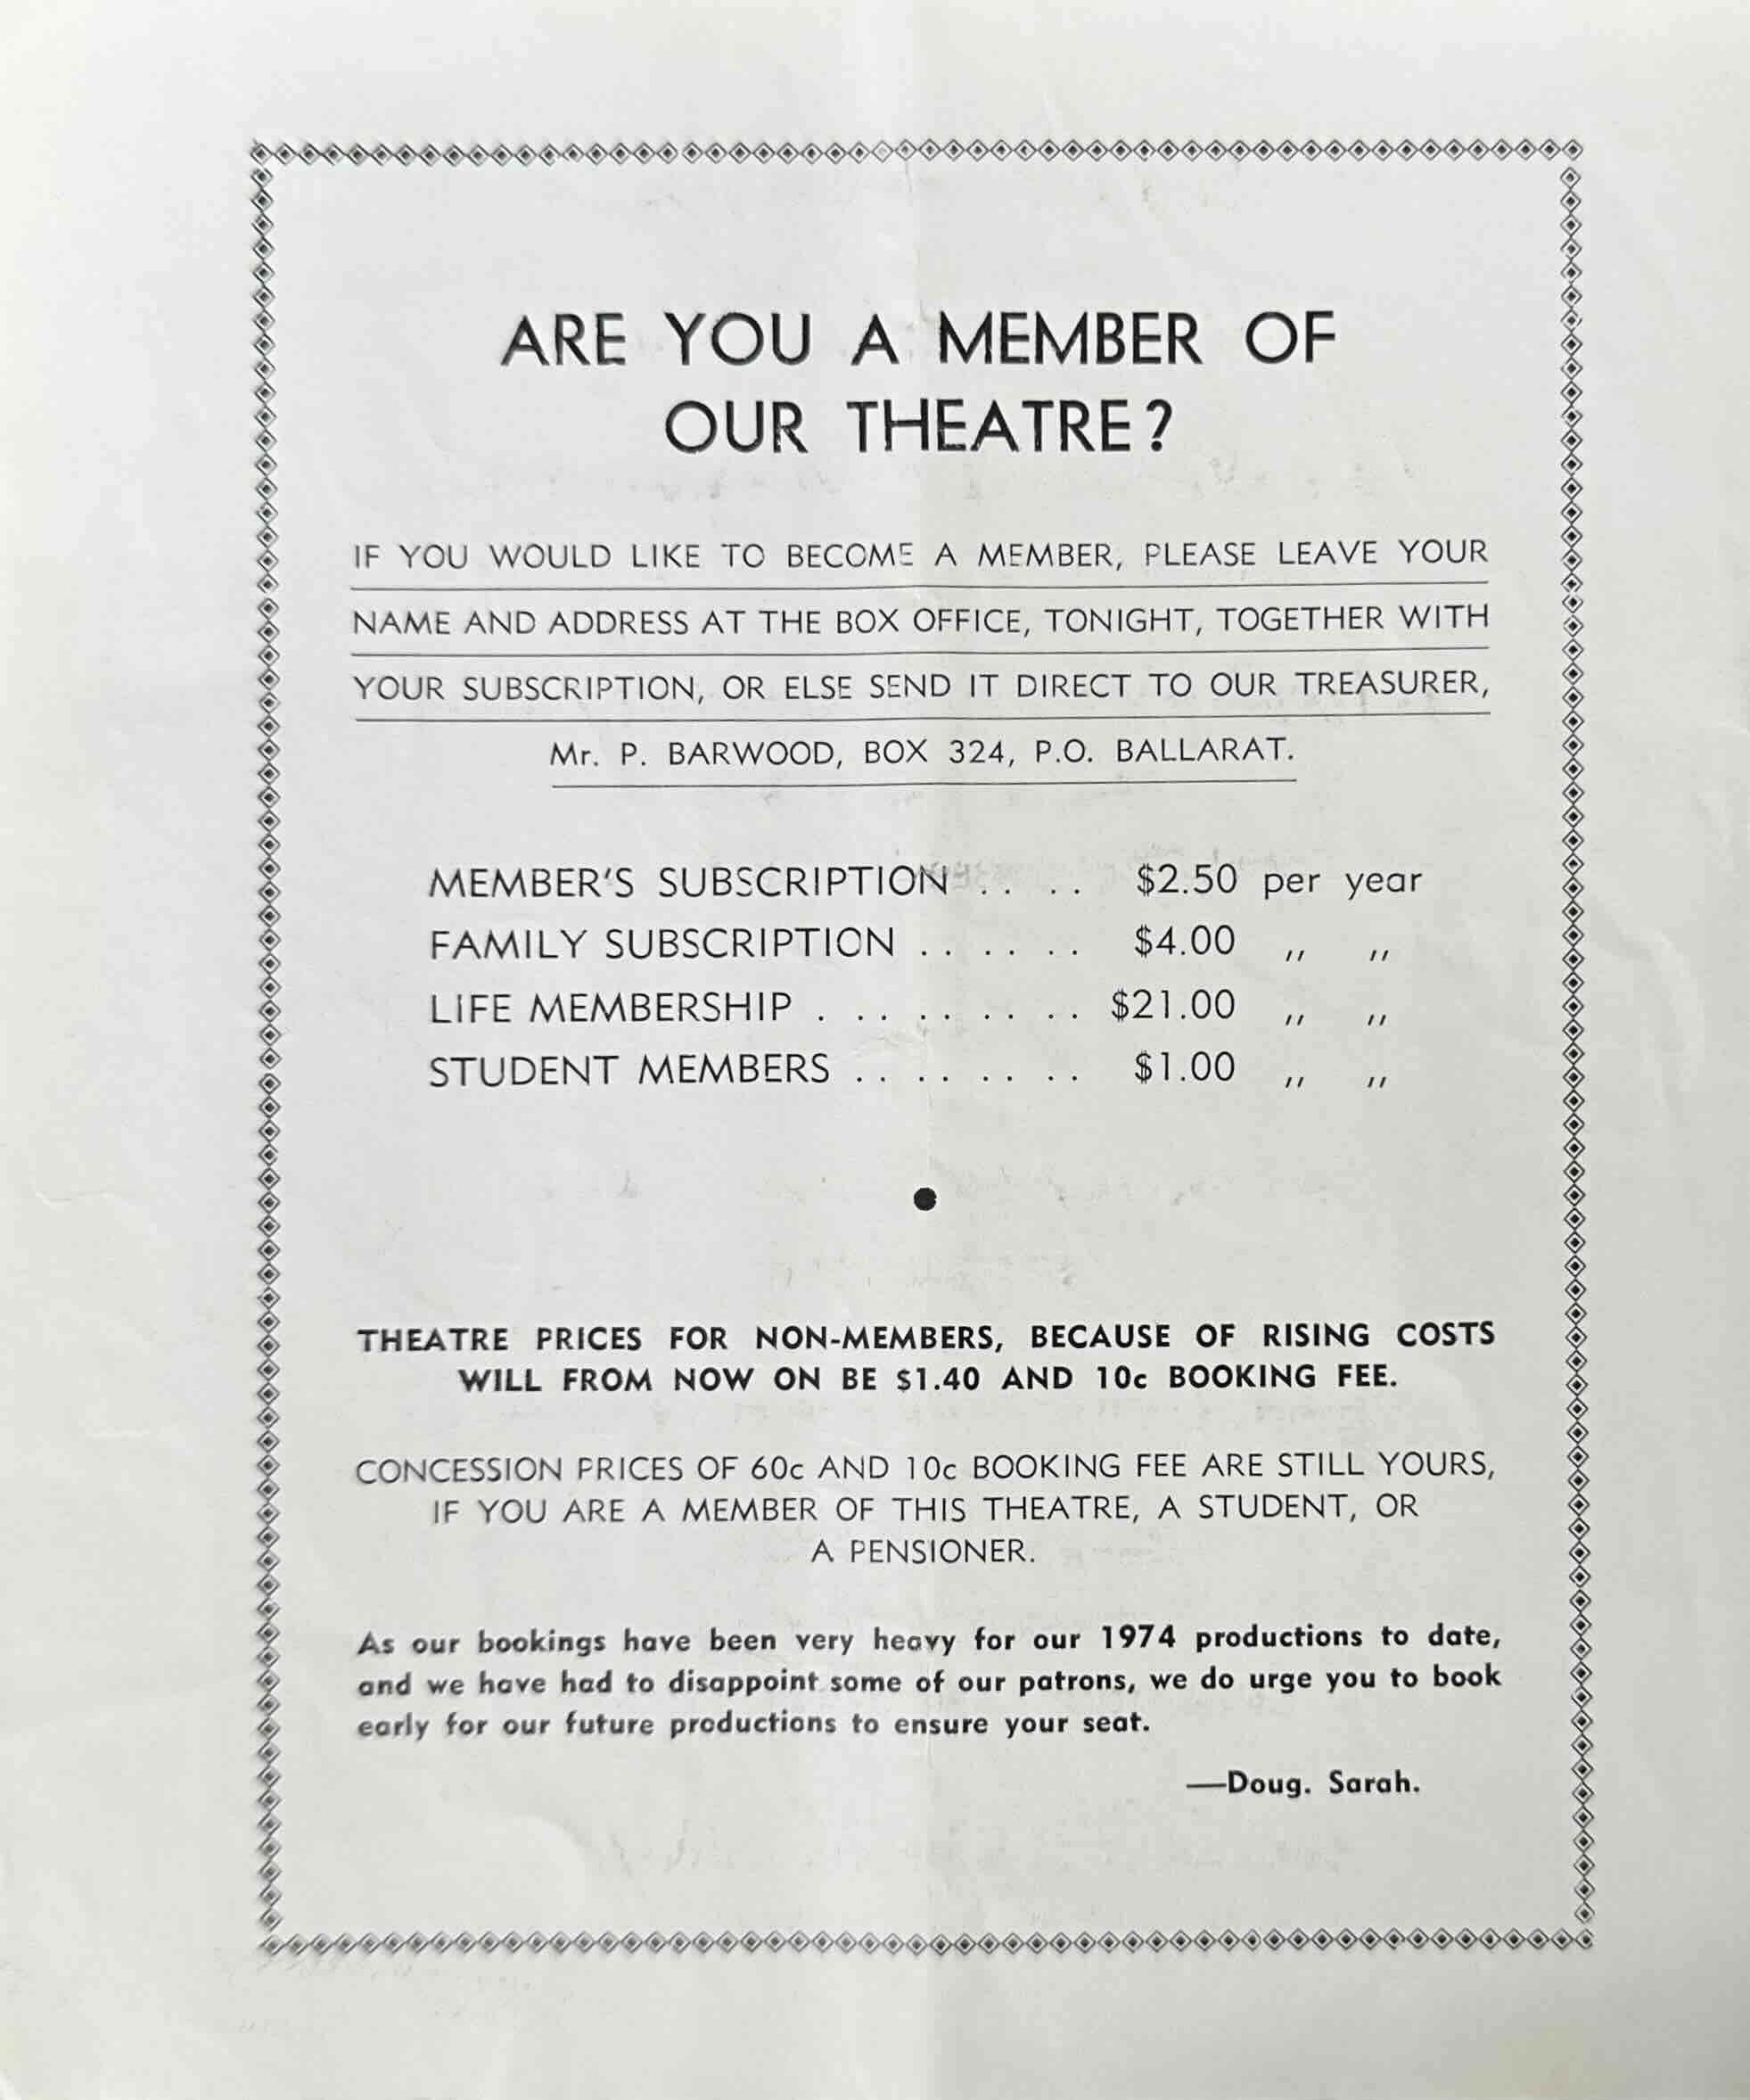 ARE YOU A MEMBER OF
OUR THEATRE?
IF YOU WOULD LIKE TO BECOME A MEMBER, PLEASE LEAVE YOUR
NAME AND ADDRESS AT THE BOX OFFICE, TONIGHT, TOGETHER WITH
YOUR SUBSCRIPTION, OR ELSE SEND IT DIRECT TO OUR TREASURER,
Mr. P. BARWOOD, BOX 324, P.O. BALLARAT.
MEMBER'S SUBSCRIPTION . . . . $2.50 per year
FAMILY SUBSCRIPTION . . . . . . $4.00 ,, ,,
LIFE MEMBERSHIP . . . . . . . . . $21.00 ,, ,,
STUDENT MEMBERS . . . . . . . . $1.00 ,, ,,
●
THEATRE PRICES FOR NON-MEMBERS, BECAUSE OF RISING COSTS
WILL FROM NOW ON BE $1.40 AND 10c BOOKING FEE.
CONCESSION PRICES OF 60c AND 10c BOOKING FEE ARE STILL YOURS,
IF YOU ARE A MEMBER OF THIS THEATRE, A STUDENT, OR
A PENSIONER.
As our bookings have been very heavy for our 1974 productions to date,
and we have had to disappoint some of our patrons, we do urge you to book
early for our future productions to ensure your seat.
—Doug. Sarah.